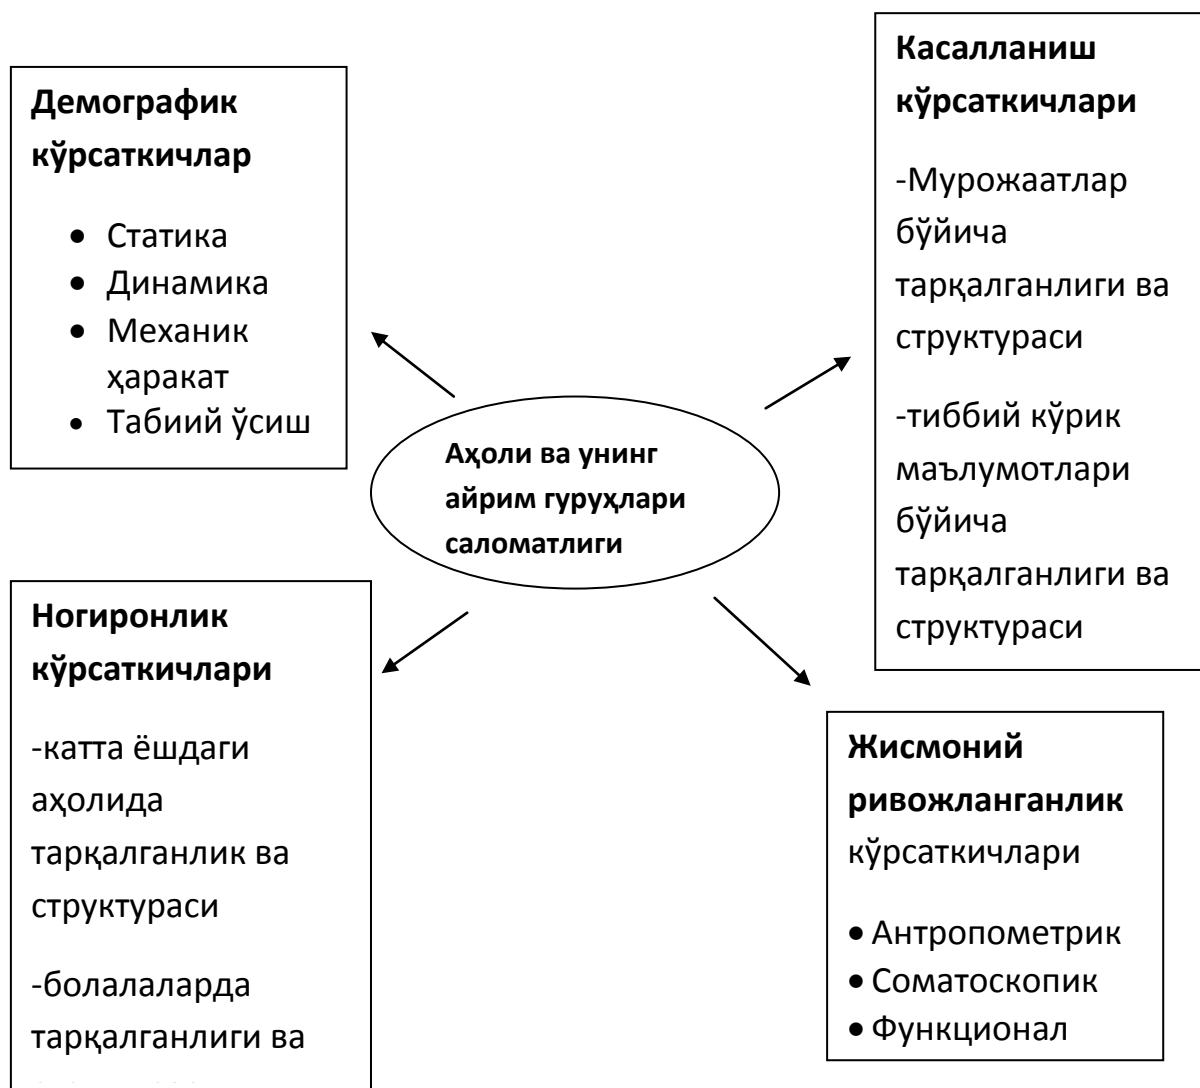 Демографик
кўрсаткичлар
• Статика
• Динамика
• Механик
ҳаракат
• Табиий ўсиш
Касалланиш
кўрсаткичлари
-Мурожаатлар
бўйича
тарқалганлиги ва
структураси
-тиббий кўрик
маълумотлари
бўйича
тарқалганлиги ва
структураси
Аҳоли ва унинг
айрим гуруҳлари
саломатлиги
Ногиронлик
кўрсаткичлари
-катта ёшдаги
аҳолида
тарқалганлик ва
структураси
-болалаларда
тарқалганлиги ва
Жисмоний
ривожланганлик
кўрсаткичлари
• Антропометрик
• Соматоскопик
• Функционал